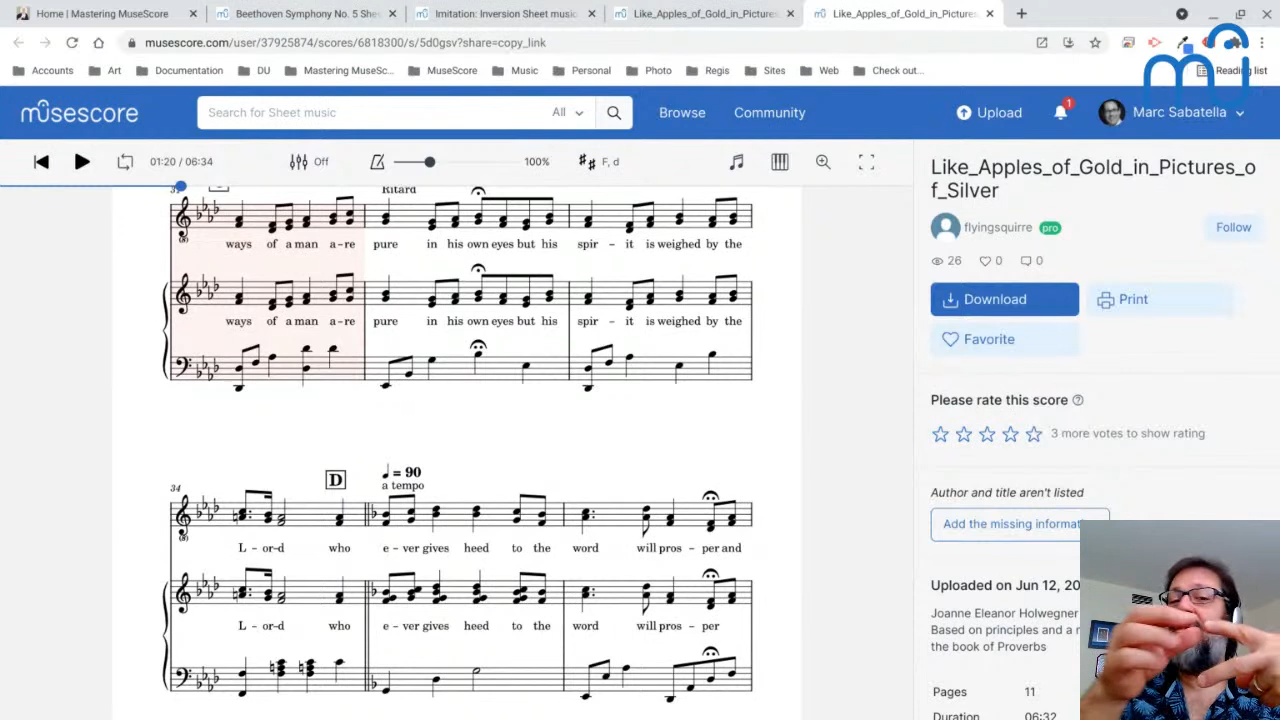 Home | Mastering MuseScore
Beethoven Symphony No. 5 She
Imitation: Inversion Sheet music
Like_Apples_of_Gold_in_Pictures
Like_Apples_of_Gold_in_Pictures
musescore.com/user/37925874/scores/6818300/s/5d0gsv?share=copy_link
Accounts Art Documentation DU Mastering MuseSc... MuseScore Music Personal Photo Regis Sites Web Check out... Reading list
musescore
Search for Sheet music
All
Browse
Community
Upload
1
Marc Sabatella
01:20 / 06:34
Off
100%
F, d
Like_Apples_of_Gold_in_Pictures_o
f_Silver
flyingsquirre pro
Follow
26 0 0
Download
Print
Favorite
Please rate this score
3 more votes to show rating
Author and title aren't listed
Add the missing informat
Uploaded on Jun 12, 20
Joanne Eleanor Holwegner
Based on principles and a
the book of Proverbs
Pages 11
Duration 06:32
Ritard
ways of a man a-re pure in his own eyes but his spir - it is weighed by the
ways of a man a-re pure in his own eyes but his spir - it is weighed by the
34
D
= 90
a tempo
L - or-d who e - ver gives heed to the word will pros - per and
L - or-d who e - ver gives heed to the word will pros - per